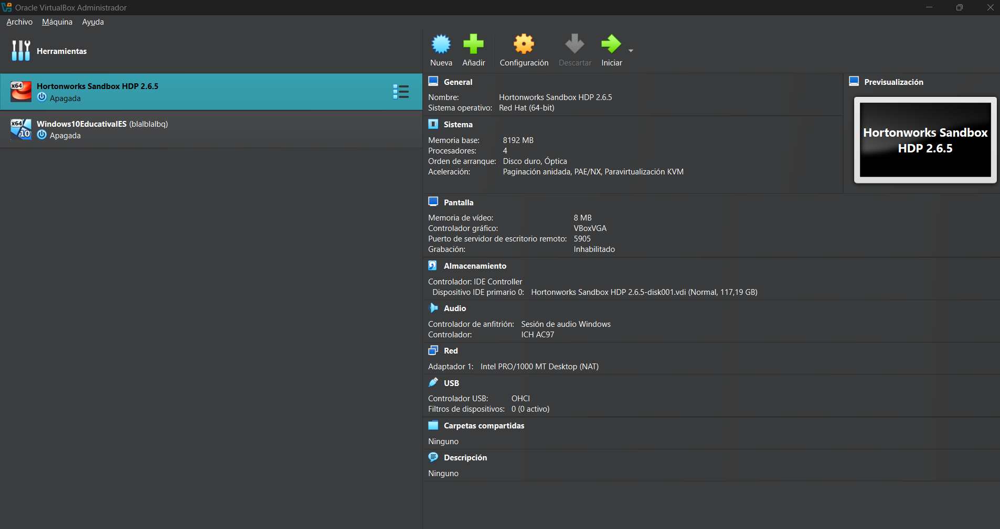 Oracle VirtualBox Administrador
Archivo Máquina Ayuda
Herramientas
Nueva Añadir Configuración Descartar Iniciar
x64
Hortonworks Sandbox HDP 2.6.5
Apagada
x64
10
Windows10EducativaIES (blalblalbq)
Apagada
General
Nombre: Hortonworks Sandbox HDP 2.6.5
Sistema operativo: Red Hat (64-bit)
Previsualización
Hortonworks Sandbox
HDP 2.6.5
Sistema
Memoria base: 8192 MB
Procesadores: 4
Orden de arranque: Disco duro, Óptica
Aceleración: Paginación anidada, PAE/NX, Paravirtualización KVM
Pantalla
Memoria de vídeo: 8 MB
Controlador gráfico: VBoxVGA
Puerto de servidor de escritorio remoto: 5905
Grabación: Inhabilitado
Almacenamiento
Controlador: IDE Controller
Dispositivo IDE primario 0: Hortonworks Sandbox HDP 2.6.5-disk001.vdi (Normal, 117,19 GB)
Audio
Controlador de anfitrión: Sesión de audio Windows
Controlador: ICH AC97
Red
Adaptador 1: Intel PRO/1000 MT Desktop (NAT)
USB
Controlador USB: OHCI
Filtros de dispositivos: 0 (0 activo)
Carpetas compartidas
Ninguno
Descripción
Ninguno